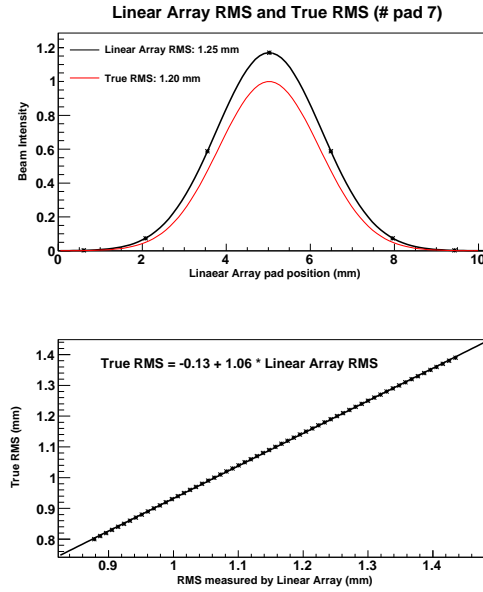 Linear Array RMS and True RMS (# pad 7)
Linear Array RMS: 1.25 mm
True RMS: 1.20 mm
Beam Intensity
1.2
1
0.8
0.6
0.4
0.2
0
0 2 4 6 8 10
Linaear Array pad position (mm)
True RMS = -0.13 + 1.06 * Linear Array RMS
True RMS (mm)
1.4
1.3
1.2
1.1
1
0.9
0.8
0.9 1 1.1 1.2 1.3 1.4
RMS measured by Linear Array (mm)